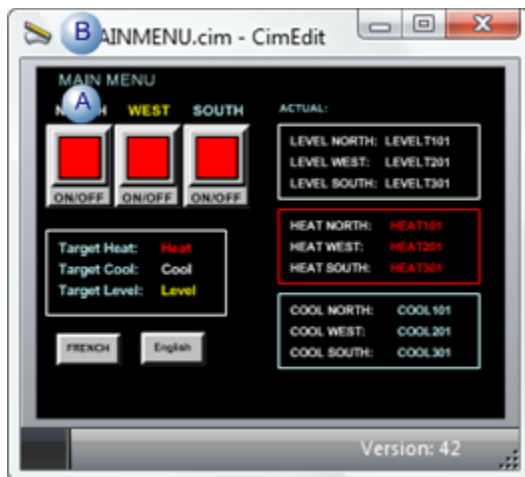 B AINMENU.cim - CimEdit
MAIN MENU
A WEST SOUTH
ON/OFF ON/OFF ON/OFF
Target Heat: Heat
Target Cool: Cool
Target Level: Level
FRENCH English
ACTUAL:
LEVEL NORTH: LEVELT101
LEVEL WEST: LEVELT201
LEVEL SOUTH: LEVELT301
HEAT NORTH: HEAT101
HEAT WEST: HEAT201
HEAT SOUTH: HEAT301
COOL NORTH: COOL101
COOL WEST: COOL201
COOL SOUTH: COOL301
Version: 42